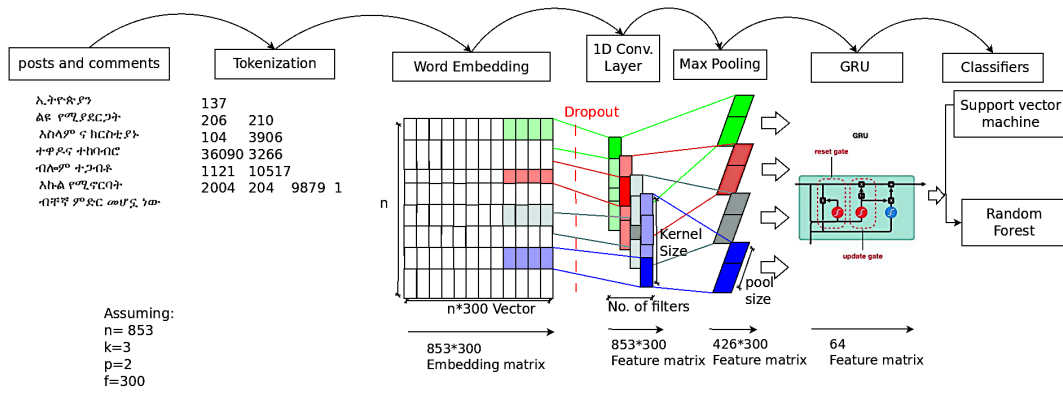 posts and comments
Tokenization
Word Embedding
1D Conv.
Layer
Max Pooling
GRU
Classifiers
ኢትዮጵያን
ልዩ የሚያደርጋት
እስላም ና ክርስቲያኑ
ተዋዶና ተከባብሮ
ብሎም ተጋብቶ
እኩል የሚኖርባት
ብቸኛ ምድር መሆኗ ነው
137
206 210
104 3906
36090 3266
1121 10517
2004 204 9879 1
Dropout
n
n*300 Vector
Kernel
Size
No. of filters
pool
size
GRU
reset gate
update gate
Support vector
machine
Random
Forest
Assuming:
n= 853
k=3
p=2
f=300
853*300
Embedding matrix
853*300
Feature matrix
426*300
Feature matrix
64
Feature matrix